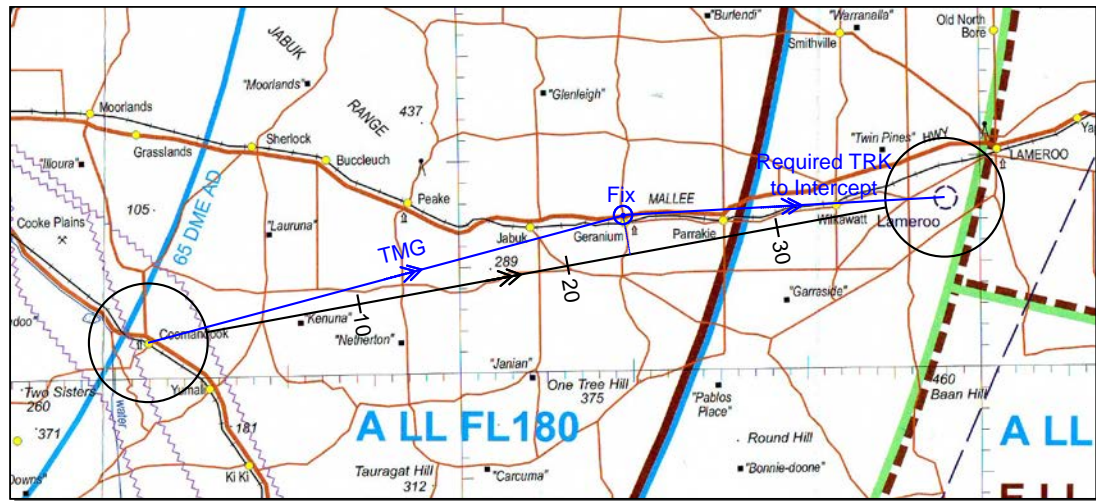 "Burlendi"
"Warranalla"
Old North
Bore
JABUK
Smithville
"Moorlands"
RANGE
437
"Glenleigh"
Moorlands
Grasslands
Sherlock
Buccleuch
"Twin Pines"
HWY
LAMEROO
"Illoura"
65 DME AD
Required TRK
to Intercept
105
Peake
Fix
MALLEE
Cooke Plains
"Lauruna"
TMG
Jabuk
Geranium
Parrakie
Wilkawatt
Lameroo
289
30
20
10
"Garraside"
Coomandook
"Kenuna"
"Netherton"
"Janian"
"Two Sisters"
260
Yumali
water
One Tree Hill
375
"Pablos
Place"
460
Baan Hill
371
181
A LL FL180
A LL
Round Hill
Ki Ki
Tauragat Hill
312
"Carcuma"
"Bonnie-doone"